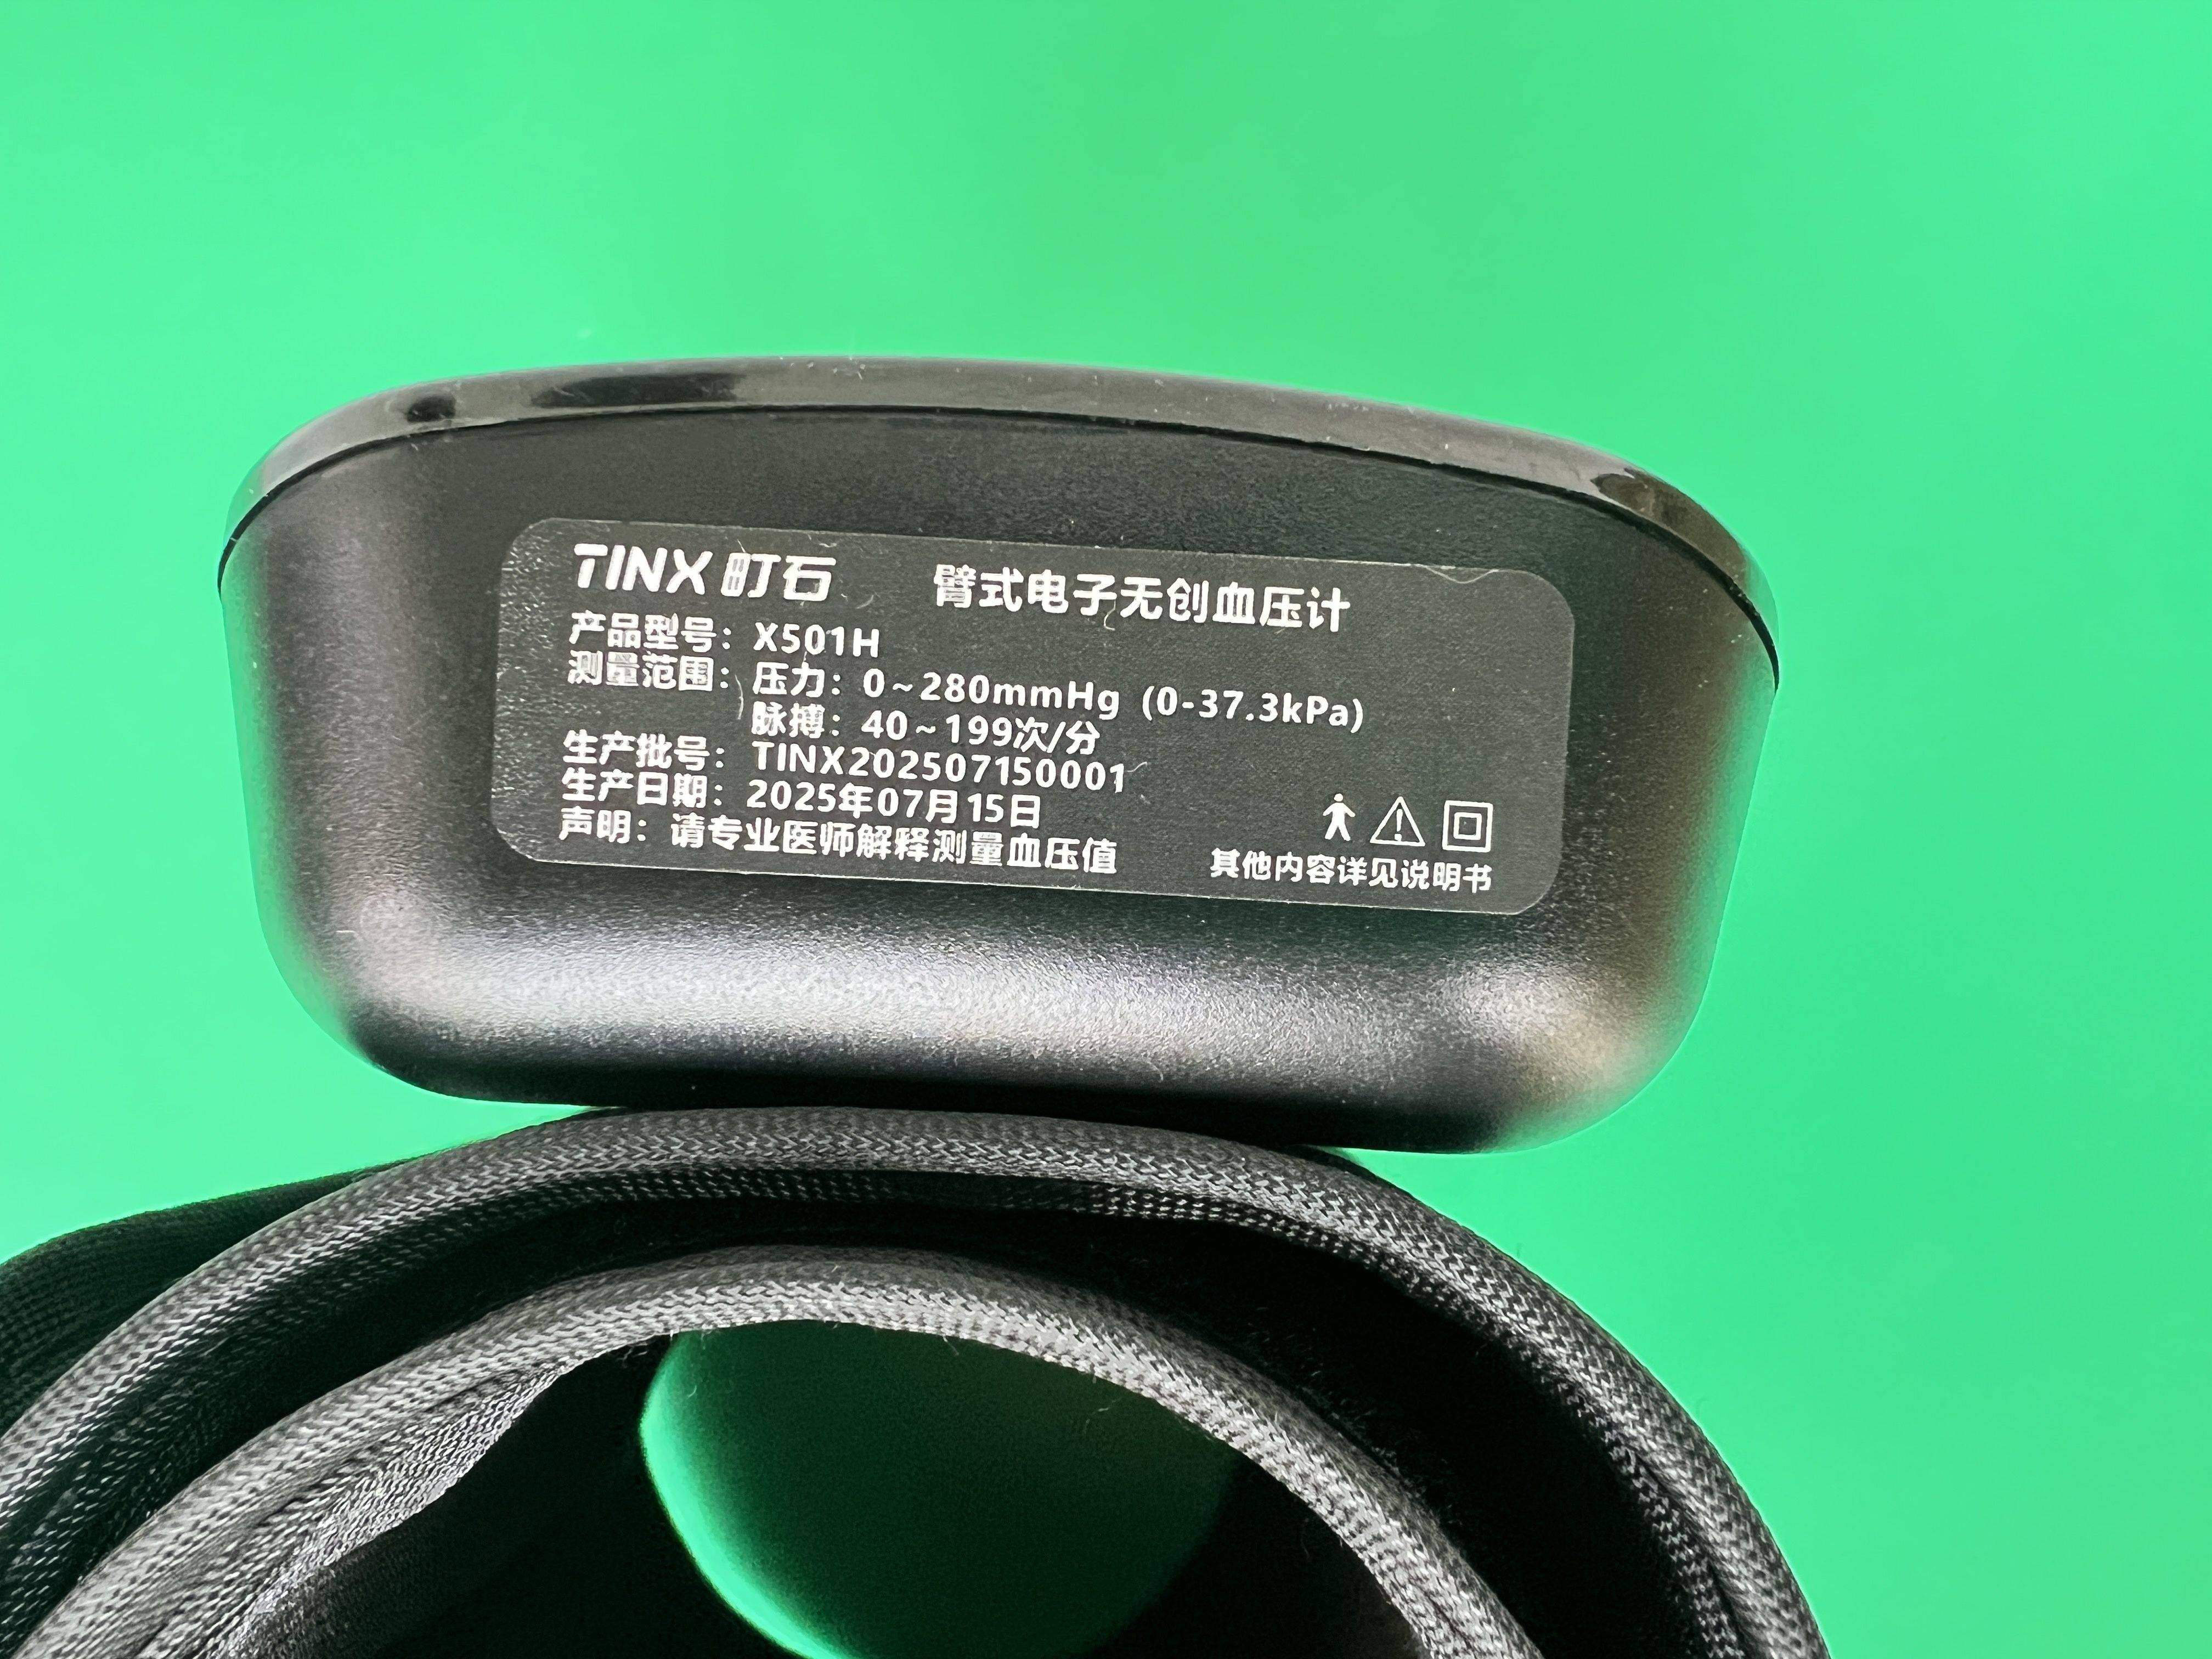 TINX 町石 臂式电子无创血压计
产品型号：X501H
测量范围：压力：0~280mmHg (0-37.3kPa)
脉搏：40~199次/分
生产批号：TINX202507150001
生产日期：2025年07月15日
声明：请专业医师解释测量血压值
其他内容详见说明书